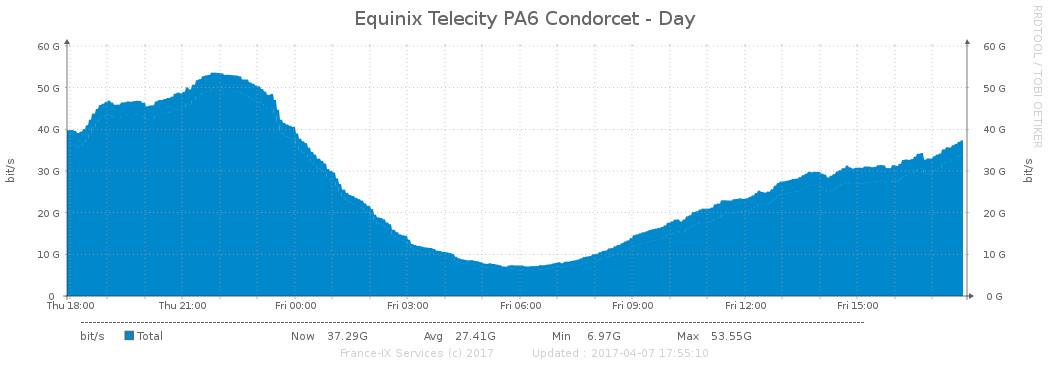 Equinix Telecity PA6 Condorcet - Day
RRDTOOL / TOBI OETIKER
bit/s
60 G
50 G
40 G
30 G
20 G
10 G
0
60 G
50 G
40 G
30 G
20 G
10 G
0 G
bit/s
Thu 18:00 Thu 21:00 Fri 00:00 Fri 03:00 Fri 06:00 Fri 09:00 Fri 12:00 Fri 15:00
bit/s Total Now 37.29G Avg 27.41G Min 6.97G Max 53.55G
France-IX Services (c) 2017 Updated : 2017-04-07 17:55:10